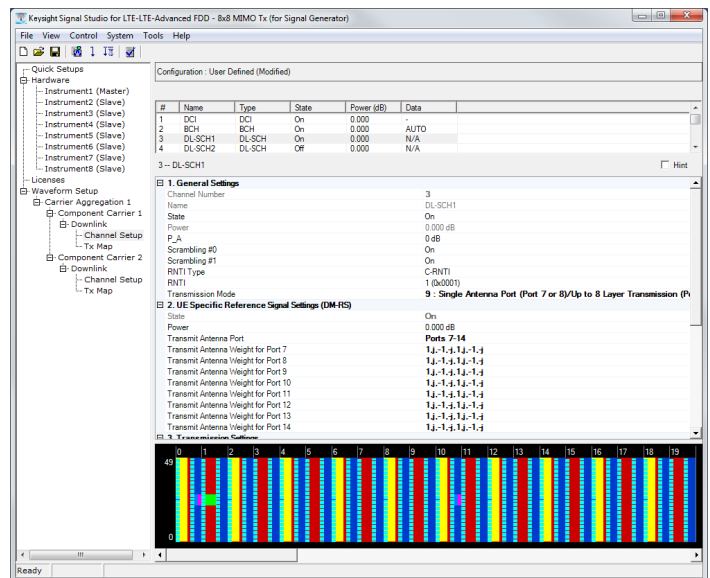 Keysight Signal Studio for LTE-LTE-Advanced FDD - 8x8 MIMO Tx (for Signal Generator)
File View Control System Tools Help
Quick Setups
Hardware
Instrument1 (Master)
Instrument2 (Slave)
Instrument3 (Slave)
Instrument4 (Slave)
Instrument5 (Slave)
Instrument6 (Slave)
Instrument7 (Slave)
Instrument8 (Slave)
Licenses
Waveform Setup
Carrier Aggregation 1
Component Carrier 1
Downlink
Channel Setup
Tx Map
Component Carrier 2
Downlink
Channel Setup
Tx Map
Configuration : User Defined (Modified)
# Name Type State Power (dB) Data
1 DCI DCI On 0.000 -
2 BCH BCH On 0.000 AUTO
3 DL-SCH1 DL-SCH On 0.000 N/A
4 DL-SCH2 DL-SCH Off 0.000 N/A
3 -- DL-SCH1 Hint
1. General Settings
Channel Number 3
Name DL-SCH1
State On
Power 0.000 dB
P_A 0 dB
Scrambling #0 On
Scrambling #1 On
RNTI Type C-RNTI
RNTI 1 (0x0001)
Transmission Mode 9 : Single Antenna Port (Port 7 or 8)/Up to 8 Layer Transmission (P
2. UE Specific Reference Signal Settings (DM-RS)
State On
Power 0.000 dB
Transmit Antenna Port Ports 7-14
Transmit Antenna Weight for Port 7 1,j,-1,-j,1,j,-1,-j
Transmit Antenna Weight for Port 8 1,j,-1,-j,1,j,-1,-j
Transmit Antenna Weight for Port 9 1,j,-1,-j,1,j,-1,-j
Transmit Antenna Weight for Port 10 1,j,-1,-j,1,j,-1,-j
Transmit Antenna Weight for Port 11 1,j,-1,-j,1,j,-1,-j
Transmit Antenna Weight for Port 12 1,j,-1,-j,1,j,-1,-j
Transmit Antenna Weight for Port 13 1,j,-1,-j,1,j,-1,-j
Transmit Antenna Weight for Port 14 1,j,-1,-j,1,j,-1,-j
3. Transmission Settings
0 1 2 3 4 5 6 7 8 9 10 11 12 13 14 15 16 17 18 19
49
0
Ready